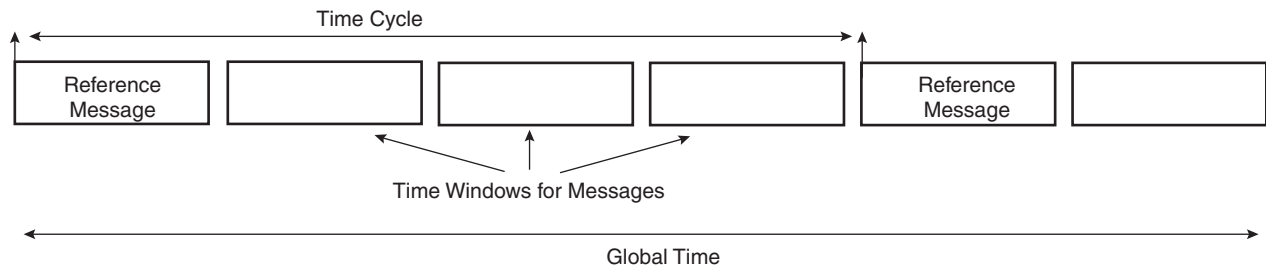 Time Cycle
Reference
Message
Reference
Message
Time Windows for Messages
Global Time